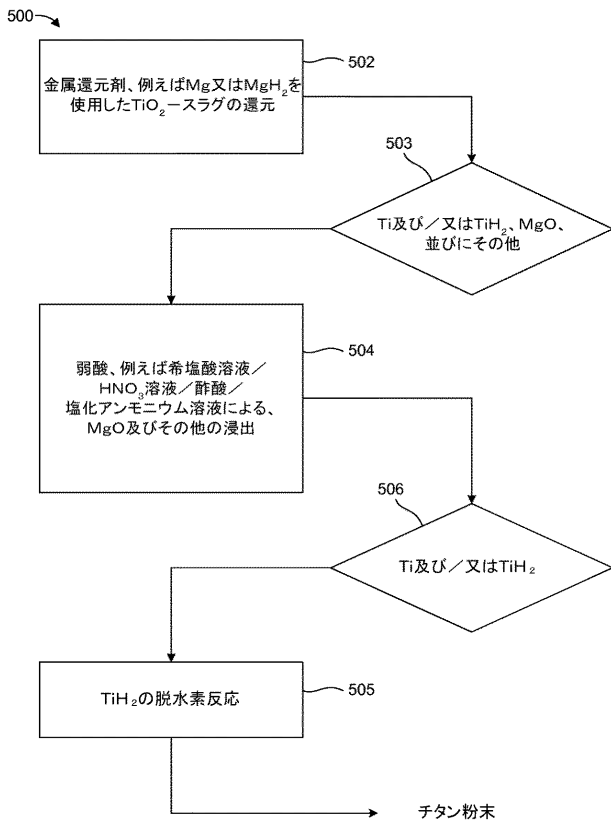 500
502
金属還元剤、例えばMg又はMgH₂を
使用したTiO₂-スラグの還元
503
Ti及び/又はTiH₂、MgO、
並びにその他
504
弱酸、例えば希塩酸溶液/
HNO₃溶液/酢酸/
塩化アンモニウム溶液による、
MgO及びその他の浸出
506
Ti及び/又はTiH₂
505
TiH₂の脱水素反応
チタン粉末